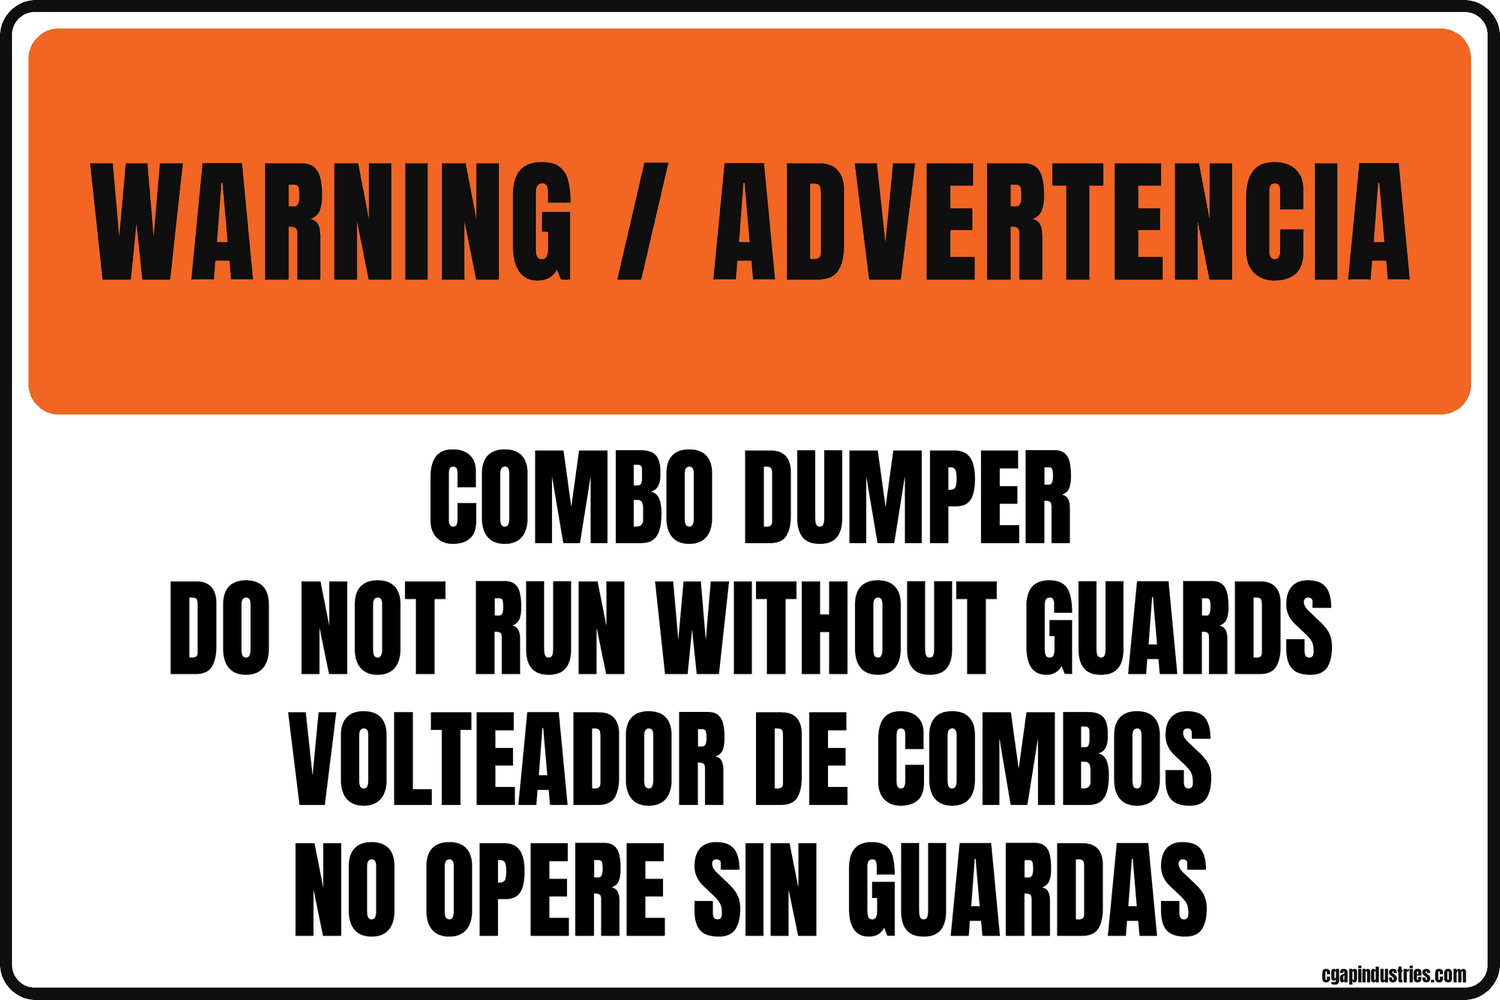 WARNING / ADVERTENCIA
COMBO DUMPER
DO NOT RUN WITHOUT GUARDS
VOLTEADOR DE COMBOS
NO OPERE SIN GUARDAS
cgapindustries.com